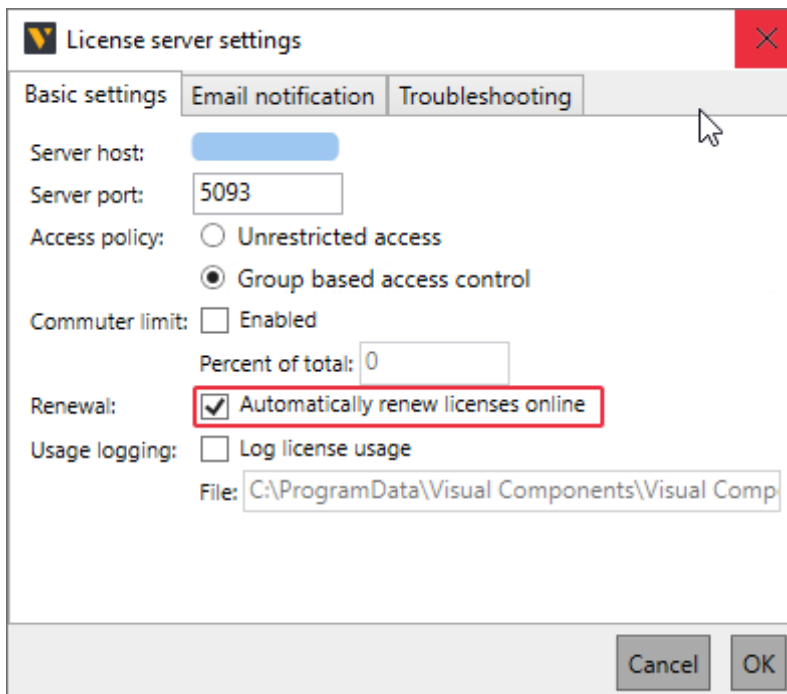 License server settings
Basic settings Email notification Troubleshooting
Server host:
Server port: 5093
Access policy: Unrestricted access
Group based access control
Commuter limit: Enabled
Percent of total: 0
Renewal: Automatically renew licenses online
Usage logging: Log license usage
File: C:\ProgramData\Visual Components\Visual Comp
Cancel OK